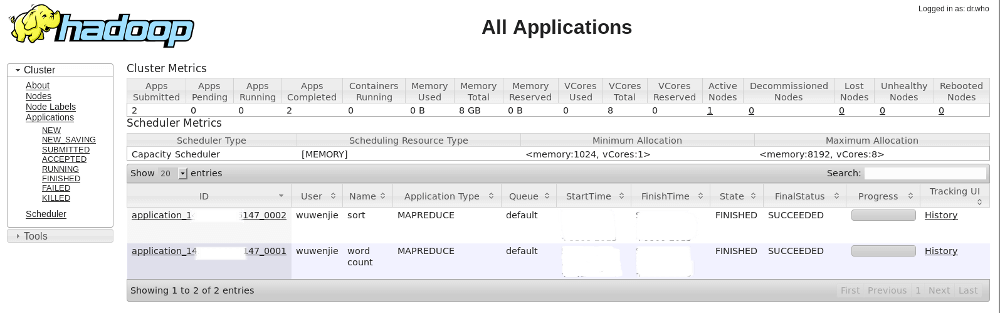 Logged in as: dr.who
hadoop
All Applications
Cluster
About
Nodes
Node Labels
Applications
NEW
NEW_SAVING
SUBMITTED
ACCEPTED
RUNNING
FINISHED
FAILED
KILLED
Scheduler
Tools
Cluster Metrics
Apps Submitted Apps Pending Apps Running Apps Completed Containers Running Memory Used Memory Total Memory Reserved VCores Used VCores Total VCores Reserved Active Nodes Decommissioned Nodes Lost Nodes Unhealthy Nodes Rebooted Nodes
2 0 0 2 0 0 B 8 GB 0 B 0 8 0 1 0 0 0 0
Scheduler Metrics
Scheduler Type Scheduling Resource Type Minimum Allocation Maximum Allocation
Capacity Scheduler [MEMORY] <memory:1024, vCores:1> <memory:8192, vCores:8>
Show 20 entries Search:
ID User Name Application Type Queue StartTime FinishTime State FinalStatus Progress Tracking UI
application_1 147_0002 wuwenjie sort MAPREDUCE default FINISHED SUCCEEDED History
application_14 147_0001 wuwenjie word count MAPREDUCE default FINISHED SUCCEEDED History
Showing 1 to 2 of 2 entries First Previous 1 Next Last